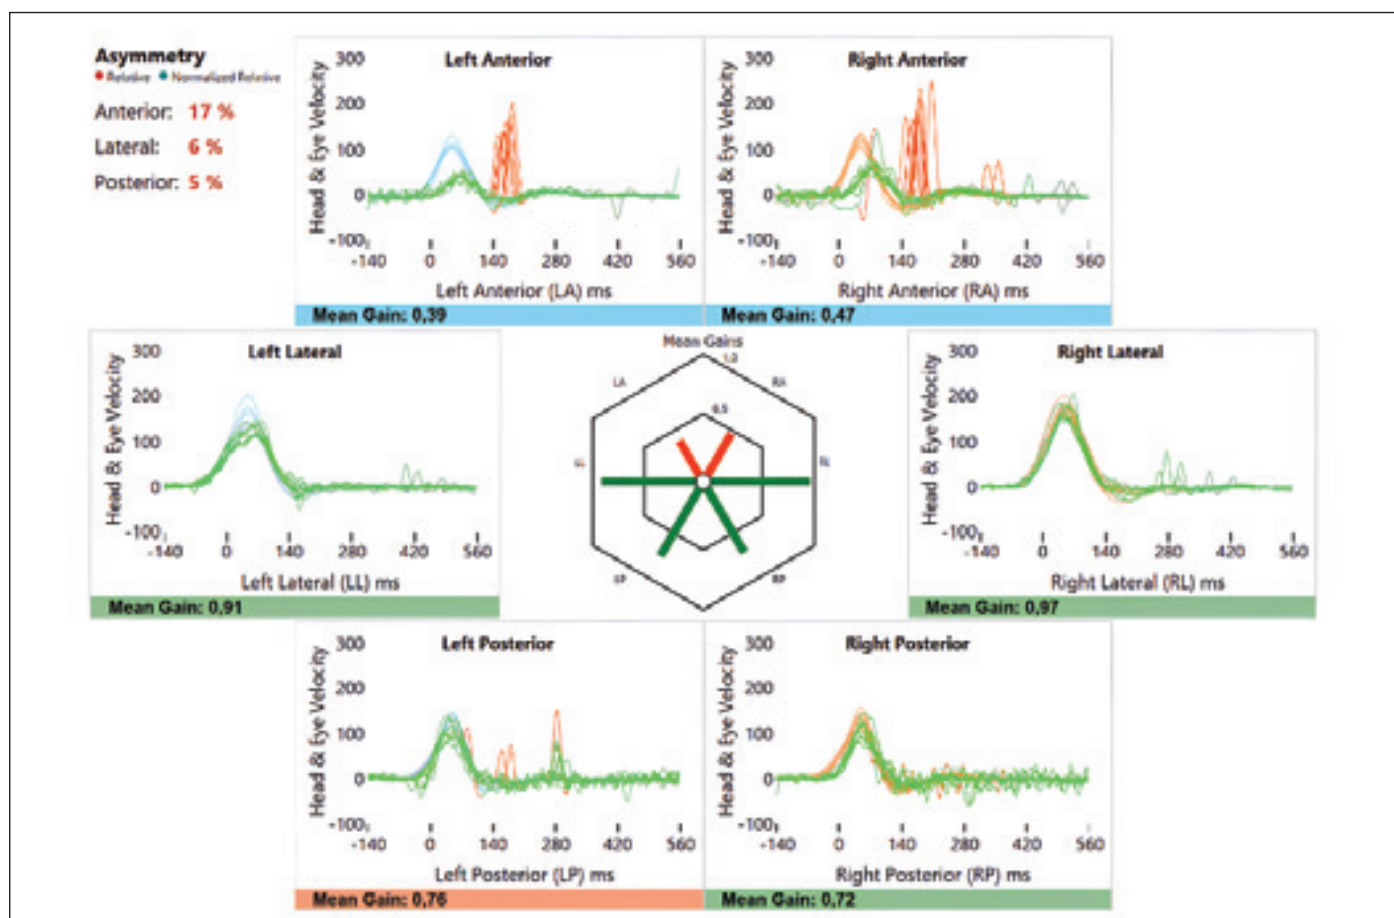 Asymmetry
Relative Normalized Relative
Anterior: 17 %
Lateral: 6 %
Posterior: 5 %
Left Anterior
Head & Eye Velocity
300
200
100
0
-100
-140 0 140 280 420 560
Left Anterior (LA) ms
Mean Gain: 0,39
Right Anterior
Head & Eye Velocity
300
200
100
0
-100
-140 0 140 280 420 560
Right Anterior (RA) ms
Mean Gain: 0,47
Left Lateral
Head & Eye Velocity
300
200
100
0
-100
-140 0 140 280 420 560
Left Lateral (LL) ms
Mean Gain: 0,91
Mean Gains
1.0
LA RA
0.5
LP RP
Right Lateral
Head & Eye Velocity
300
200
100
0
-100
-140 0 140 280 420 560
Right Lateral (RL) ms
Mean Gain: 0,97
Left Posterior
Head & Eye Velocity
300
200
100
0
-100
-140 0 140 280 420 560
Left Posterior (LP) ms
Mean Gain: 0,76
Right Posterior
Head & Eye Velocity
300
200
100
0
-100
-140 0 140 280 420 560
Right Posterior (RP) ms
Mean Gain: 0,72